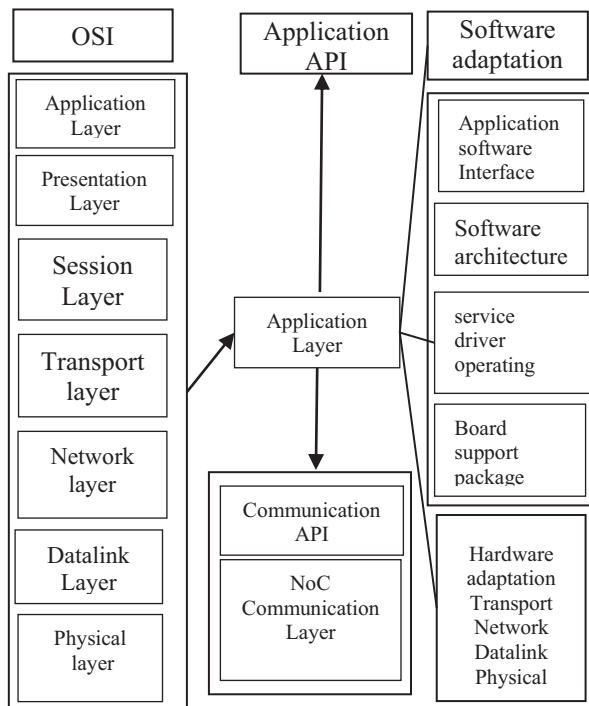 OSI
Application
Layer
Presentation
Layer
Session
Layer
Transport
layer
Network
layer
Datalink
Layer
Physical
layer
Application
API
Application
Layer
Communication
API
NoC
Communication
Layer
Software
adaptation
Application
software
Interface
Software
architecture
service
driver
operating
Board
support
package
Hardware
adaptation
Transport
Network
Datalink
Physical